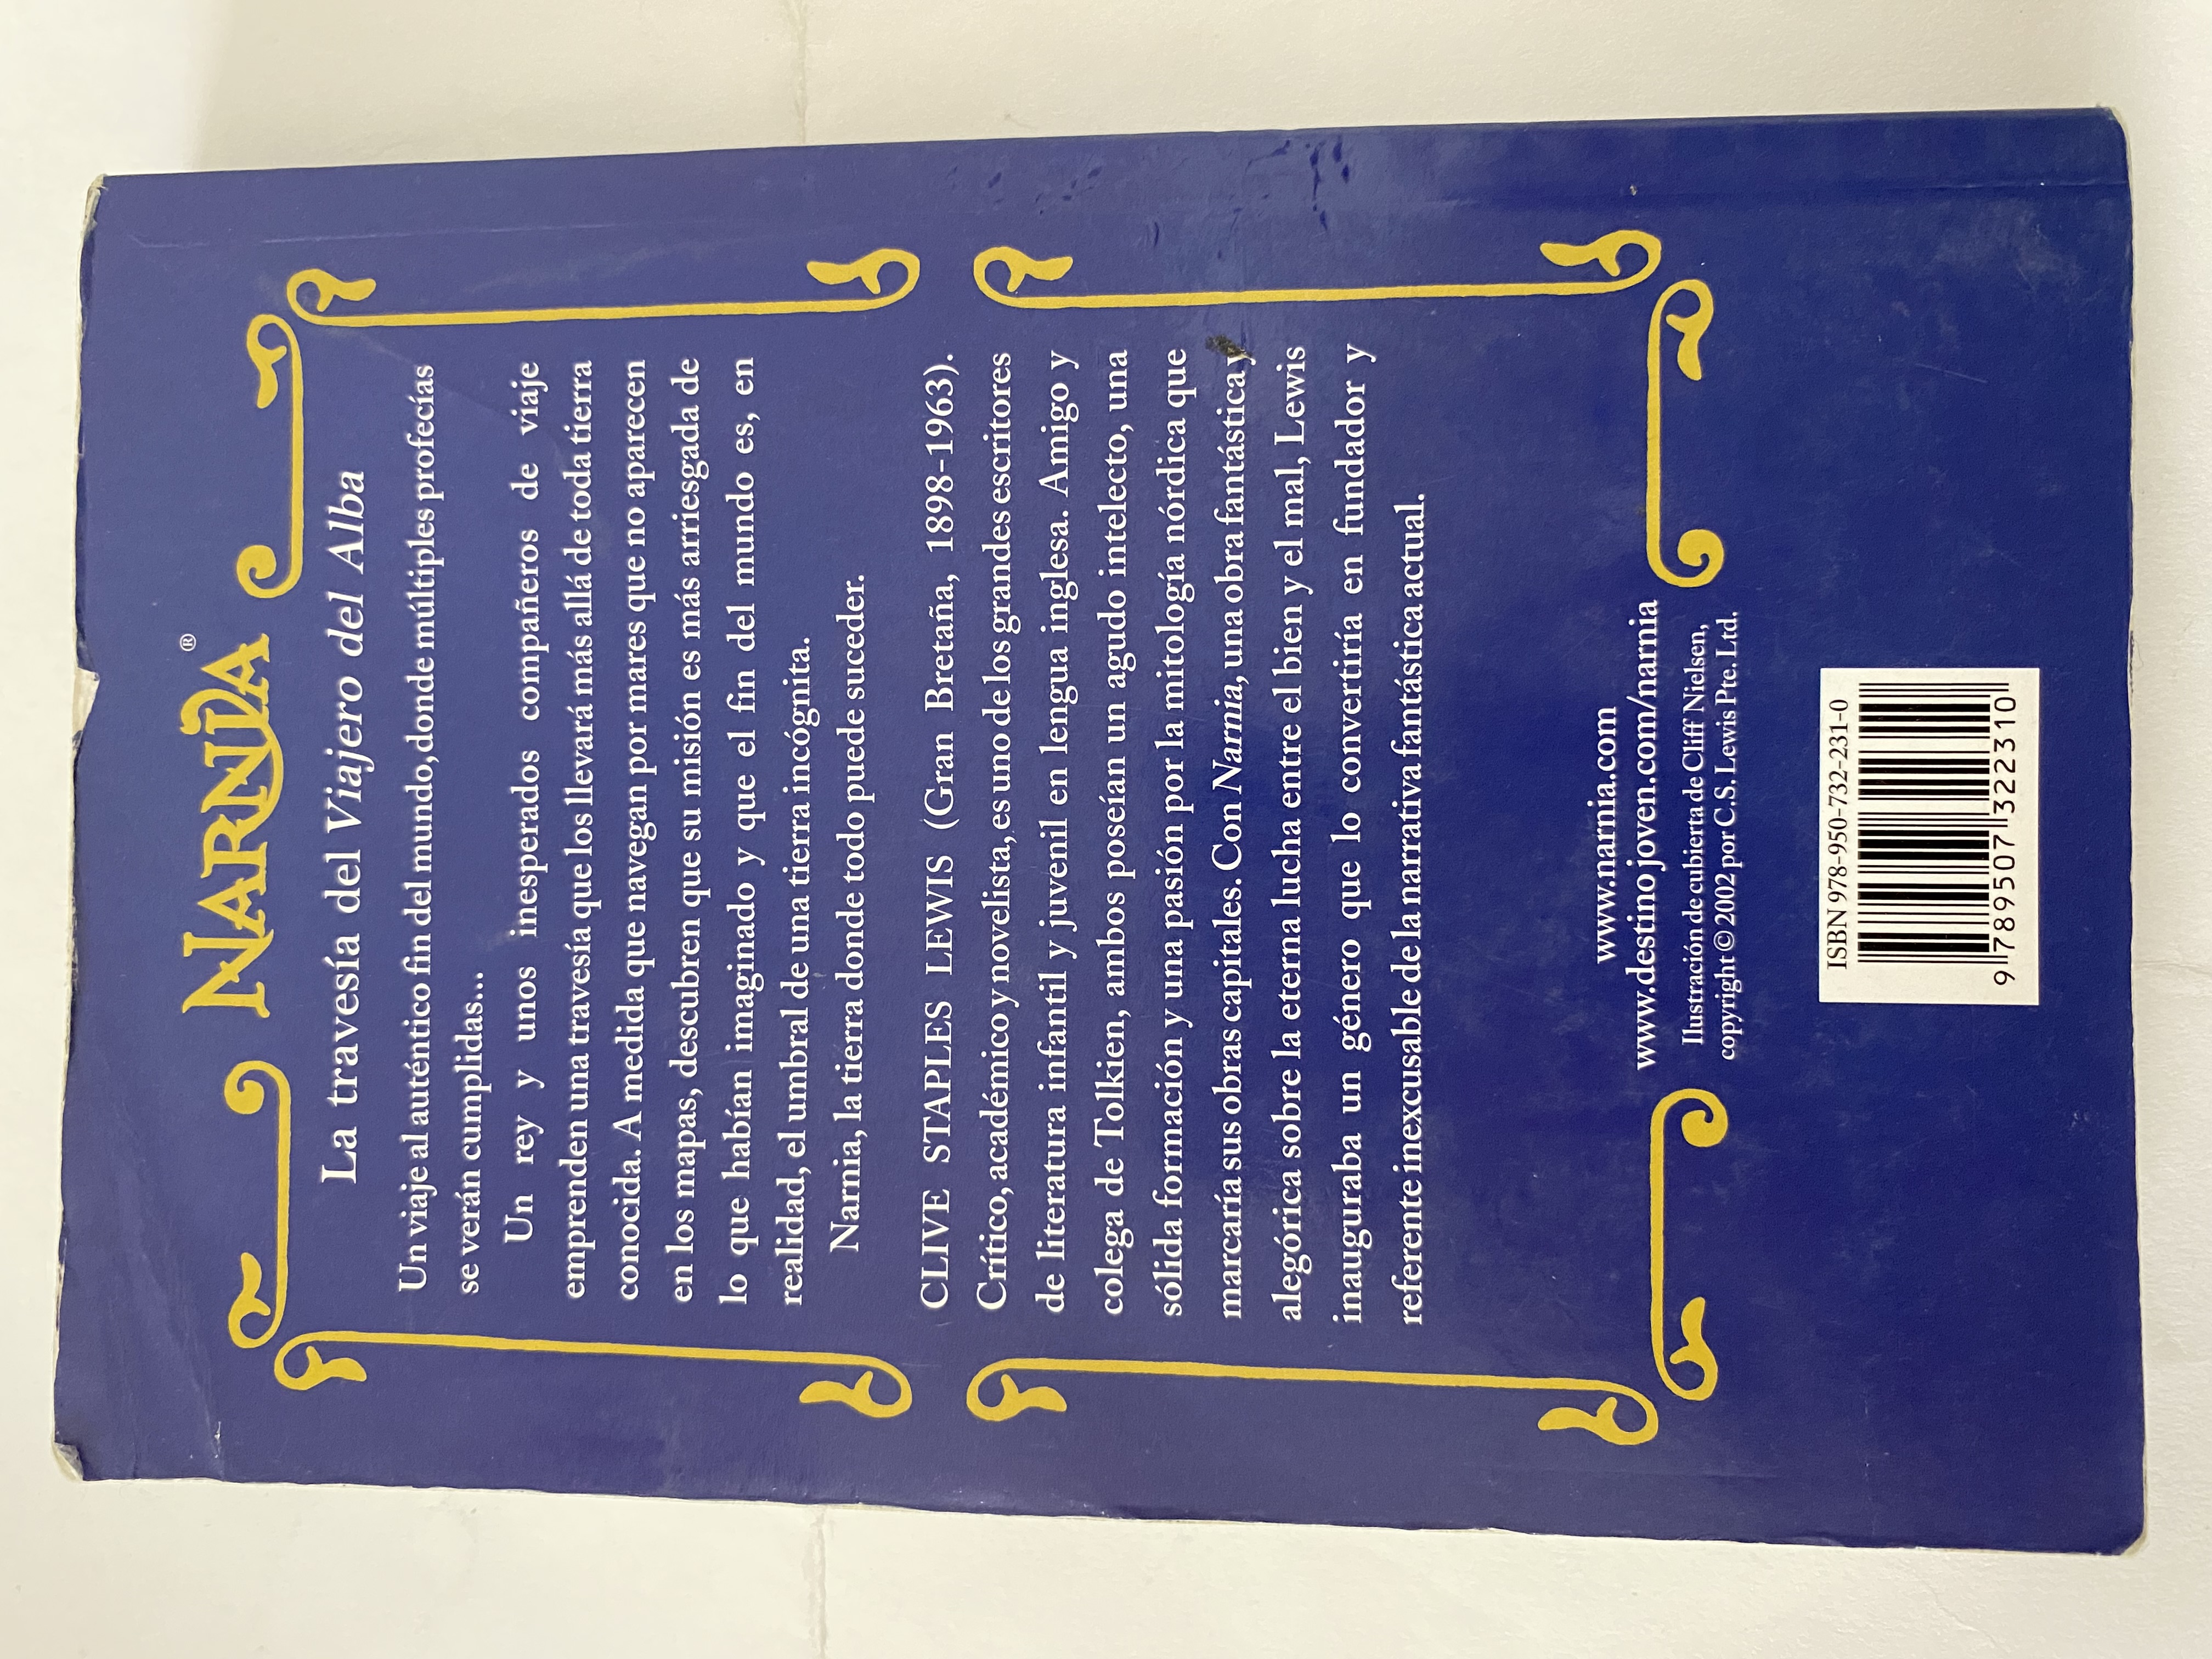 NARNIA®
La travesía del Viajero del Alba
Un viaje al auténtico fin del mundo, donde múltiples profecías
se verán cumplidas...
Un rey y unos inesperados compañeros de viaje
emprenden una travesía que los llevará más allá de toda tierra
conocida. A medida que navegan por mares que no aparecen
en los mapas, descubren que su misión es más arriesgada de
lo que habían imaginado y que el fin del mundo es, en
realidad, el umbral de una tierra incógnita.
Narnia, la tierra donde todo puede suceder.
CLIVE STAPLES LEWIS (Gran Bretaña, 1898-1963).
Crítico, académico y novelista, es uno de los grandes escritores
de literatura infantil y juvenil en lengua inglesa. Amigo y
colega de Tolkien, ambos poseían un agudo intelecto, una
sólida formación y una pasión por la mitología nórdica que
marcaría sus obras capitales. Con Narnia, una obra fantástica y
alegórica sobre la eterna lucha entre el bien y el mal, Lewis
inauguraba un género que lo convertiría en fundador y
referente inexcusable de la narrativa fantástica actual.
www.narnia.com
www.destinojoven.com/narnia
Ilustración de cubierta de Cliff Nielsen,
copyright © 2002 por C.S. Lewis Pte. Ltd.
ISBN 978-950-732-231-0
9 789507 322310